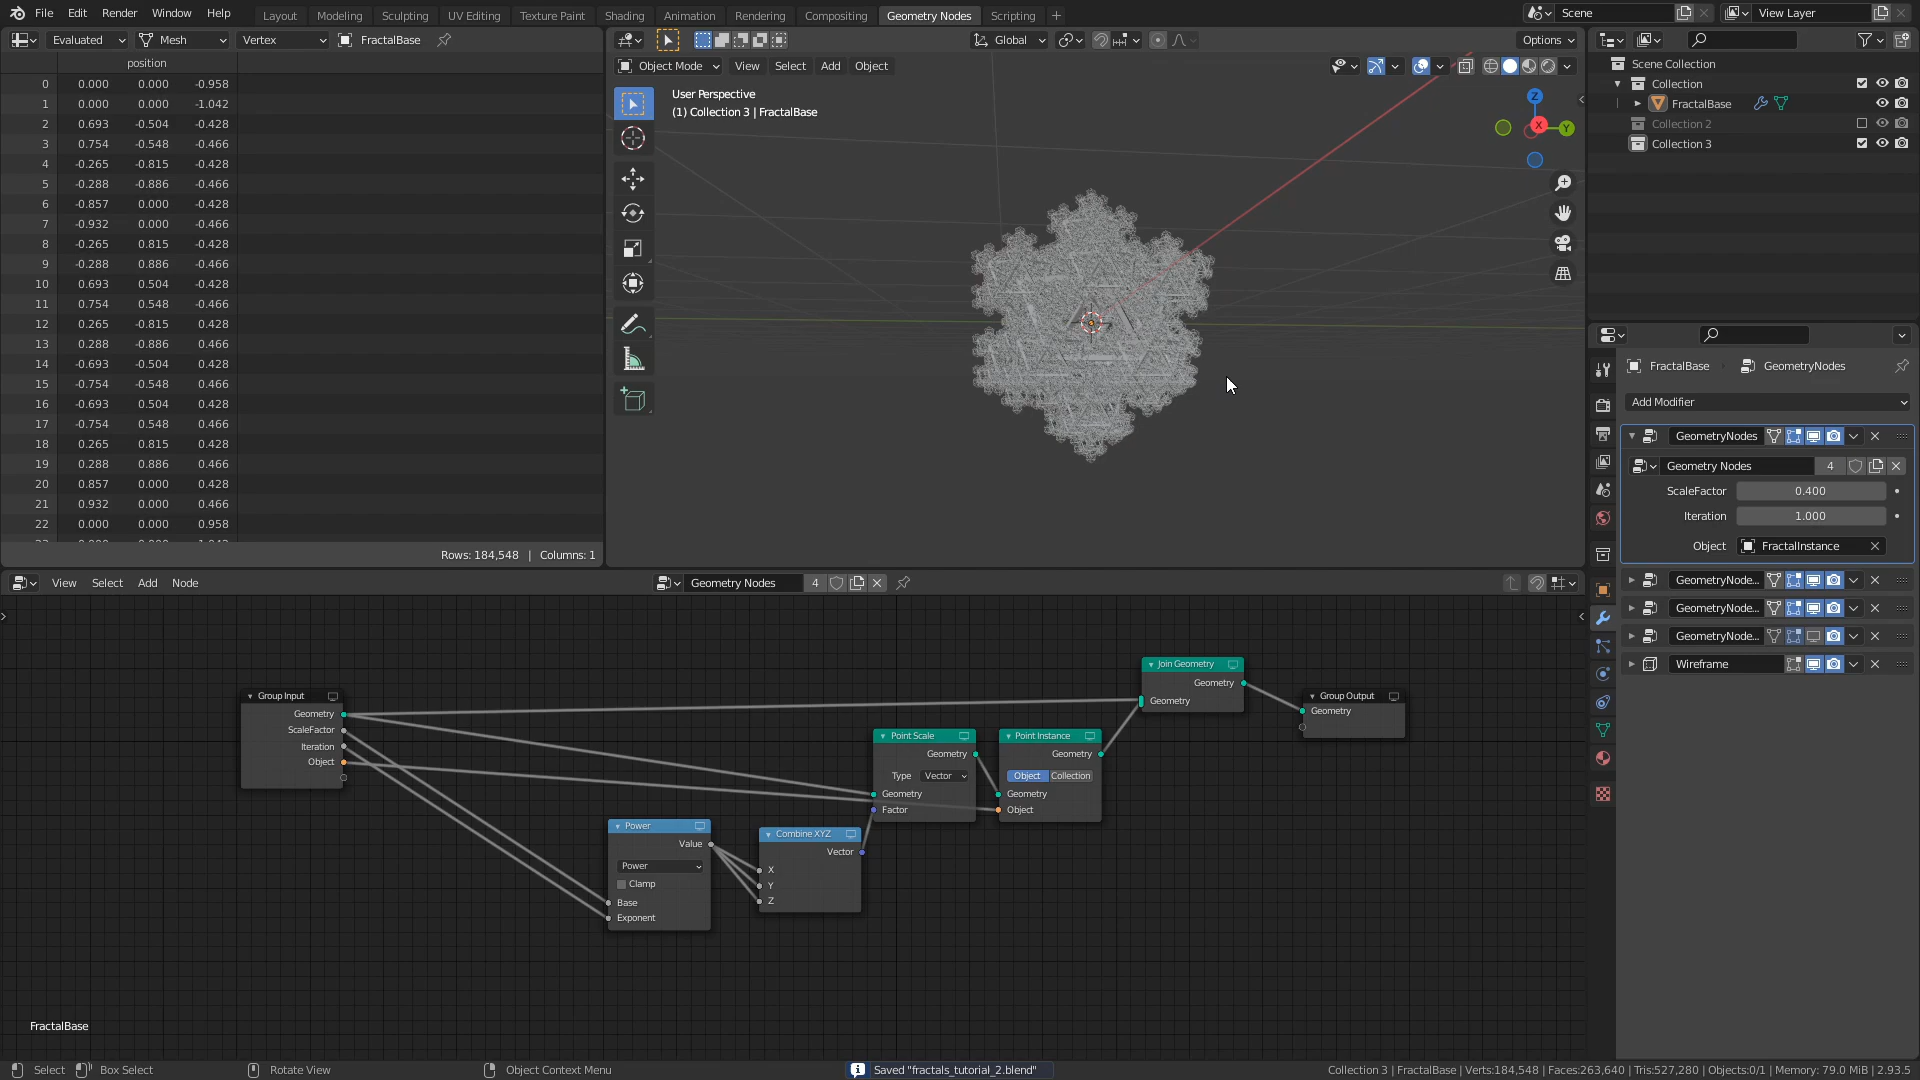 File Edit Render Window Help Layout Modeling Sculpting UV Editing Texture Paint Shading Animation Rendering Compositing Geometry Nodes Scripting + Scene View Layer
Evaluated Mesh Vertex FractalBase
position
0 0.000 0.000 -0.958
1 0.000 0.000 -1.042
2 0.693 -0.504 -0.428
3 0.754 -0.548 -0.466
4 -0.265 -0.815 -0.428
5 -0.288 -0.886 -0.466
6 -0.857 0.000 -0.428
7 -0.932 0.000 -0.466
8 -0.265 0.815 -0.428
9 -0.288 0.886 -0.466
10 0.693 0.504 -0.428
11 0.754 0.548 -0.466
12 0.265 -0.815 0.428
13 0.288 -0.886 0.466
14 -0.693 -0.504 0.428
15 -0.754 -0.548 0.466
16 -0.693 0.504 0.428
17 -0.754 0.548 0.466
18 0.265 0.815 0.428
19 0.288 0.886 0.466
20 0.857 0.000 0.428
21 0.932 0.000 0.466
22 0.000 0.000 0.958
Rows: 184,548 | Columns: 1
Global Options
Object Mode View Select Add Object
User Perspective
(1) Collection 3 | FractalBase
Z
X
Y
Scene Collection
Collection
FractalBase
Collection 2
Collection 3
FractalBase GeometryNodes
Add Modifier
GeometryNodes
Geometry Nodes 4
ScaleFactor 0.400
Iteration 1.000
Object FractalInstance
GeometryNode...
GeometryNode...
GeometryNode...
Wireframe
View Select Add Node Geometry Nodes 4
Group Input
Geometry
ScaleFactor
Iteration
Object
Power
Value
Power
Clamp
Base
Exponent
Combine XYZ
Vector
X
Y
Z
Point Scale
Geometry
Type Vector
Geometry
Factor
Point Instance
Geometry
Object Collection
Geometry
Object
Join Geometry
Geometry
Geometry
Group Output
Geometry
FractalBase
Select Box Select Rotate View Object Context Menu Saved "fractals_tutorial_2.blend" Collection 3 | FractalBase | Verts:184,548 | Faces:263,640 | Tris:527,280 | Objects:0/1 | Memory: 79.0 MiB | 2.93.5